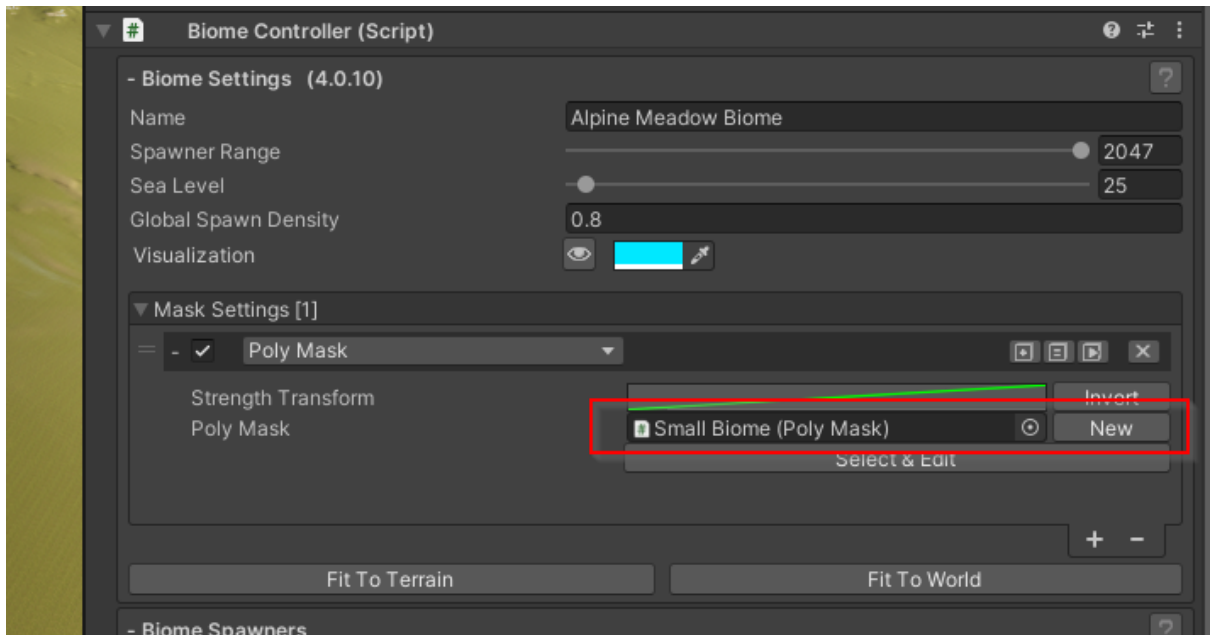 Biome Controller (Script)
- Biome Settings (4.0.10)
Name Alpine Meadow Biome
Spawner Range 2047
Sea Level 25
Global Spawn Density 0.8
Visualization
Mask Settings [1]
- Poly Mask
Strength Transform Invert
Poly Mask Small Biome (Poly Mask) New
Select & Edit
+ -
Fit To Terrain Fit To World
- Biome Spawners